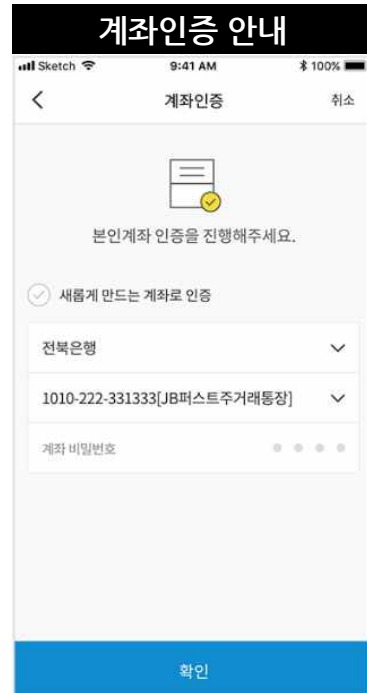 계좌인증 안내
Sketch 9:41 AM 100%
계좌인증 취소
본인계좌 인증을 진행해주세요.
새롭게 만드는 계좌로 인증
전북은행
1010-222-331333[JB퍼스트주거래통장]
계좌 비밀번호
확인